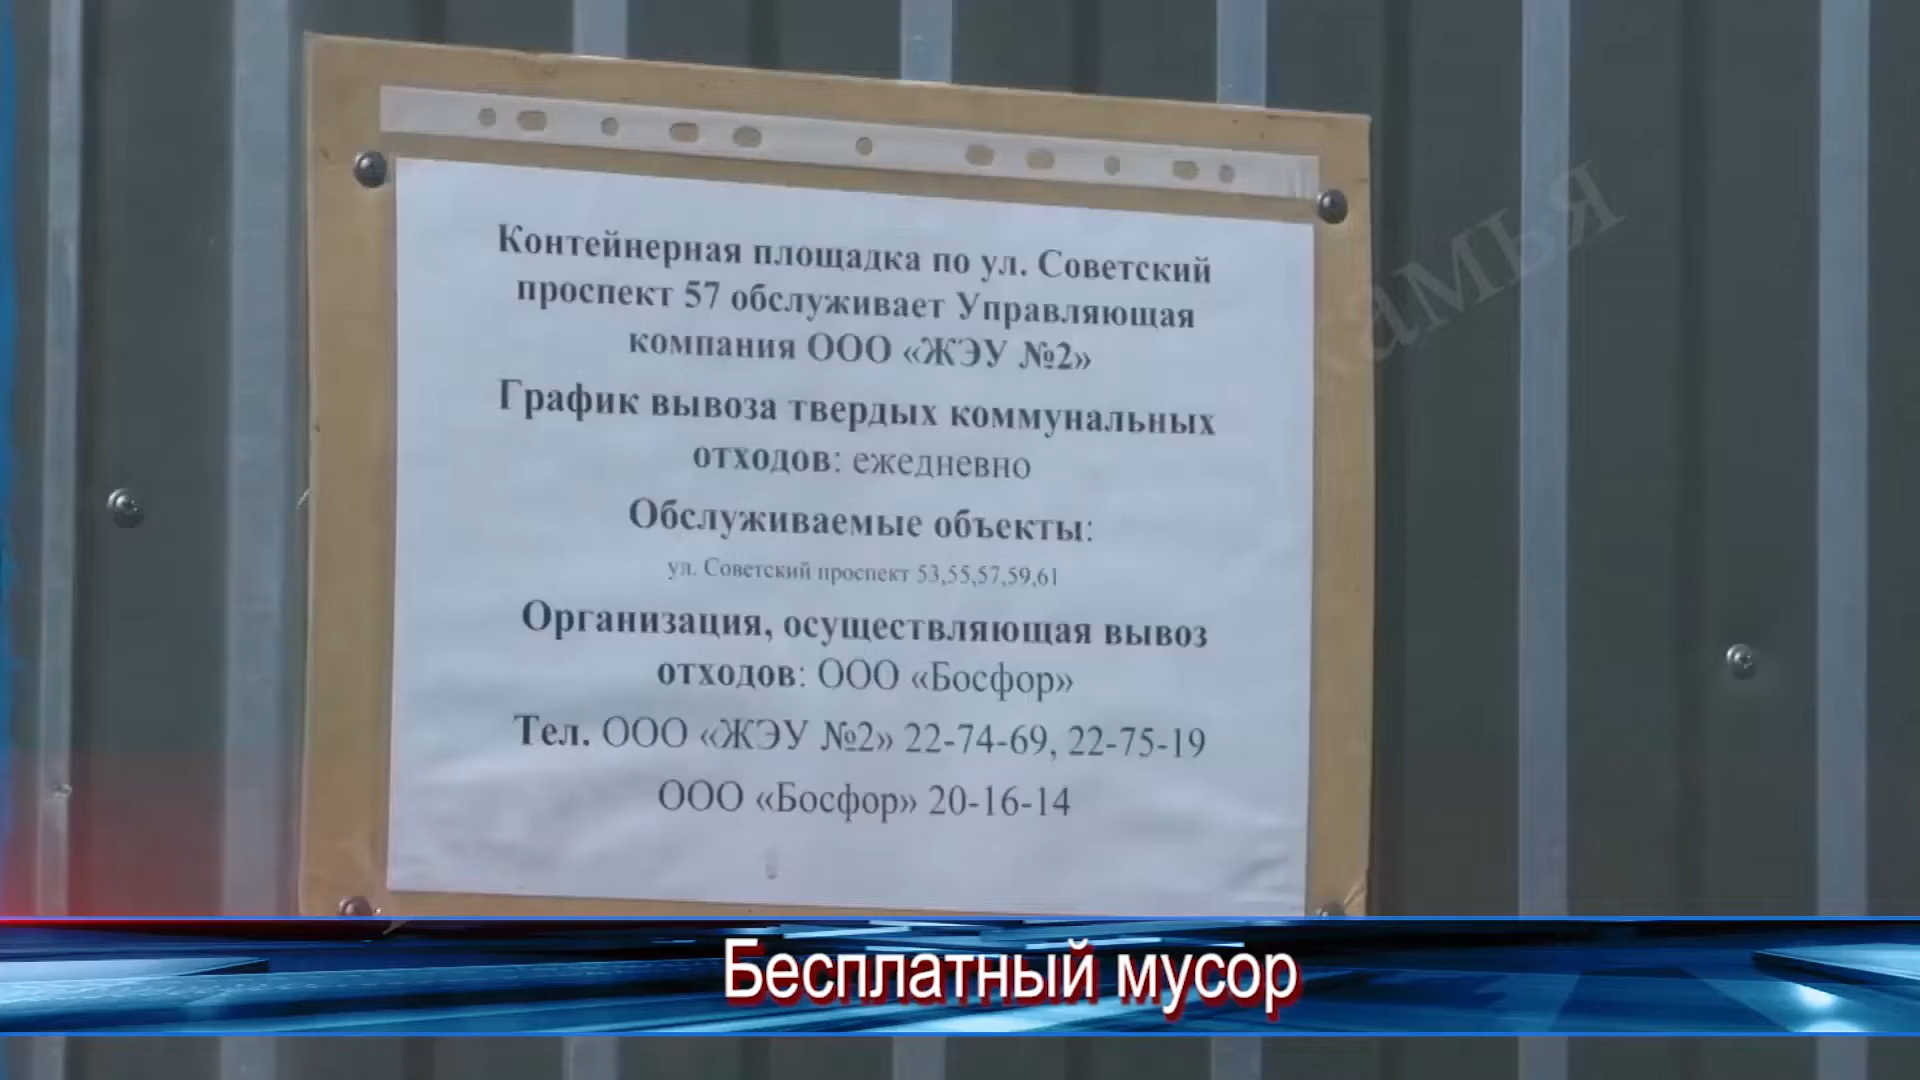 Контейнерная площадка по ул. Советский
проспект 57 обслуживает Управляющая
компания ООО «ЖЭУ №2»
График вывоза твердых коммунальных
отходов: ежедневно
Обслуживаемые объекты:
ул. Советский проспект 53,55,57,59,61
Организация, осуществляющая вывоз
отходов: ООО «Босфор»
Тел. ООО «ЖЭУ №2» 22-74-69, 22-75-19
ООО «Босфор» 20-16-14
Бесплатный мусор